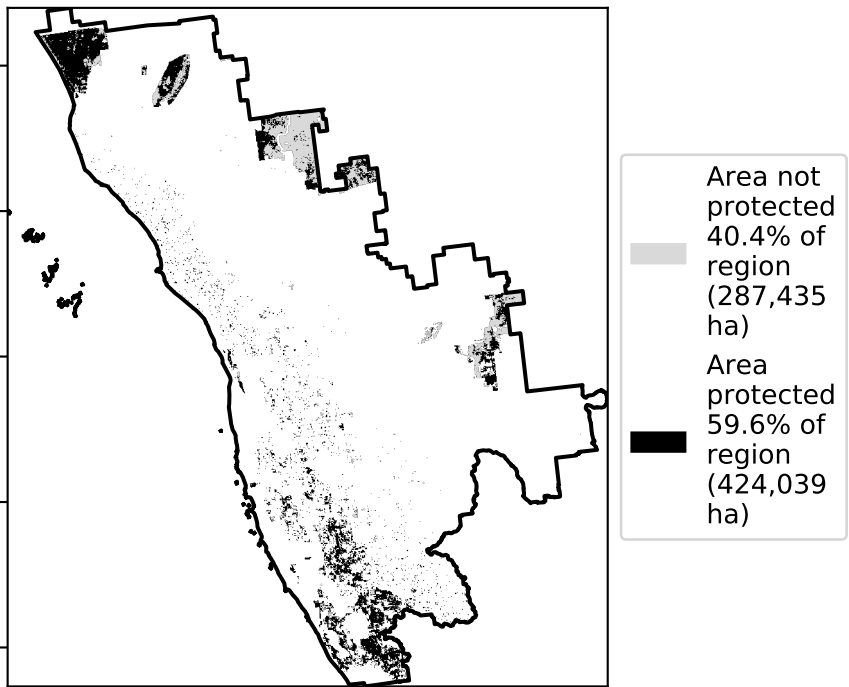 Area not
protected
40.4% of
region
(287,435
ha)
Area
protected
59.6% of
region
(424,039
ha)